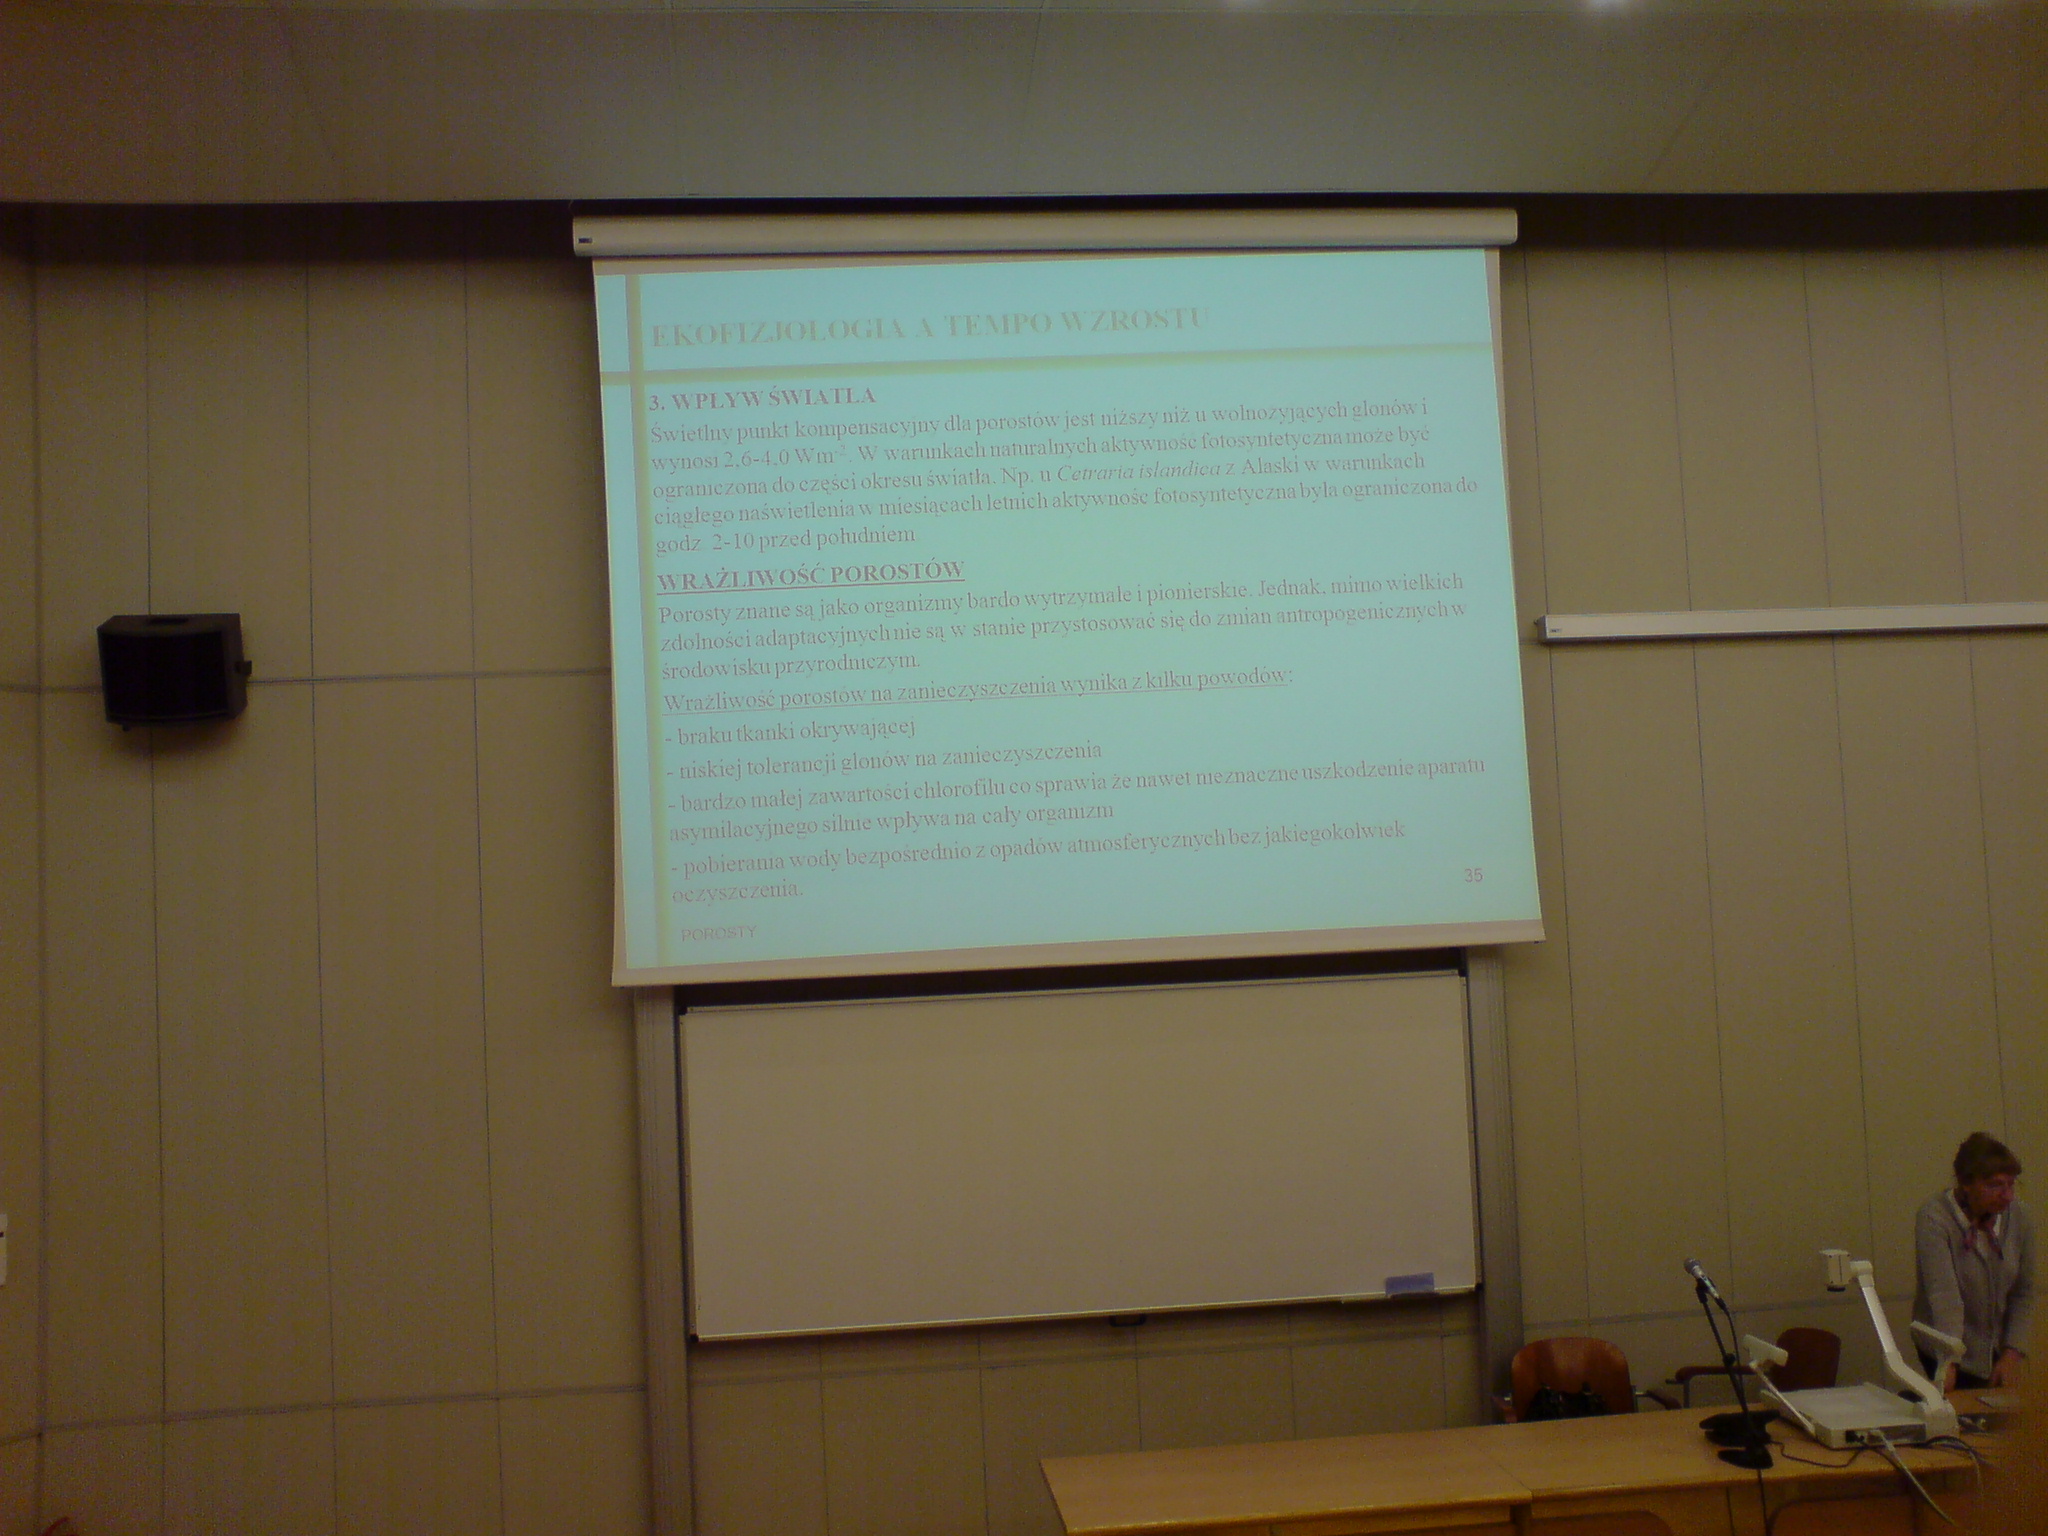 EKOFIZJOLOGIA A TEMPO WZROSTU
3. WPŁYW ŚWIATŁA
Świetlny punkt kompensacyjny dla porostów jest niższy niż u wolnożyjących glonów i
wynosi 2,6-4,0 Wm-2. W warunkach naturalnych aktywność fotosyntetyczna może być
ograniczona do części okresu światła. Np. u Cetraria islandica z Alaski w warunkach
ciągłego naświetlenia w miesiącach letnich aktywność fotosyntetyczna była ograniczona do
godz. 2-10 przed południem
WRAŻLIWOŚĆ POROSTÓW
Porosty znane są jako organizmy bardo wytrzymałe i pionierskie. Jednak, mimo wielkich
zdolności adaptacyjnych nie są w stanie przystosować się do zmian antropogenicznych w
środowisku przyrodniczym.
Wrażliwość porostów na zanieczyszczenia wynika z kilku powodów:
- braku tkanki okrywającej
- niskiej tolerancji glonów na zanieczyszczenia
- bardzo małej zawartości chlorofilu co sprawia że nawet nieznaczne uszkodzenie aparatu
asymilacyjnego silnie wpływa na cały organizm
- pobierania wody bezpośrednio z opadów atmosferycznych bez jakiegokolwiek
oczyszczenia.
35
POROSTY